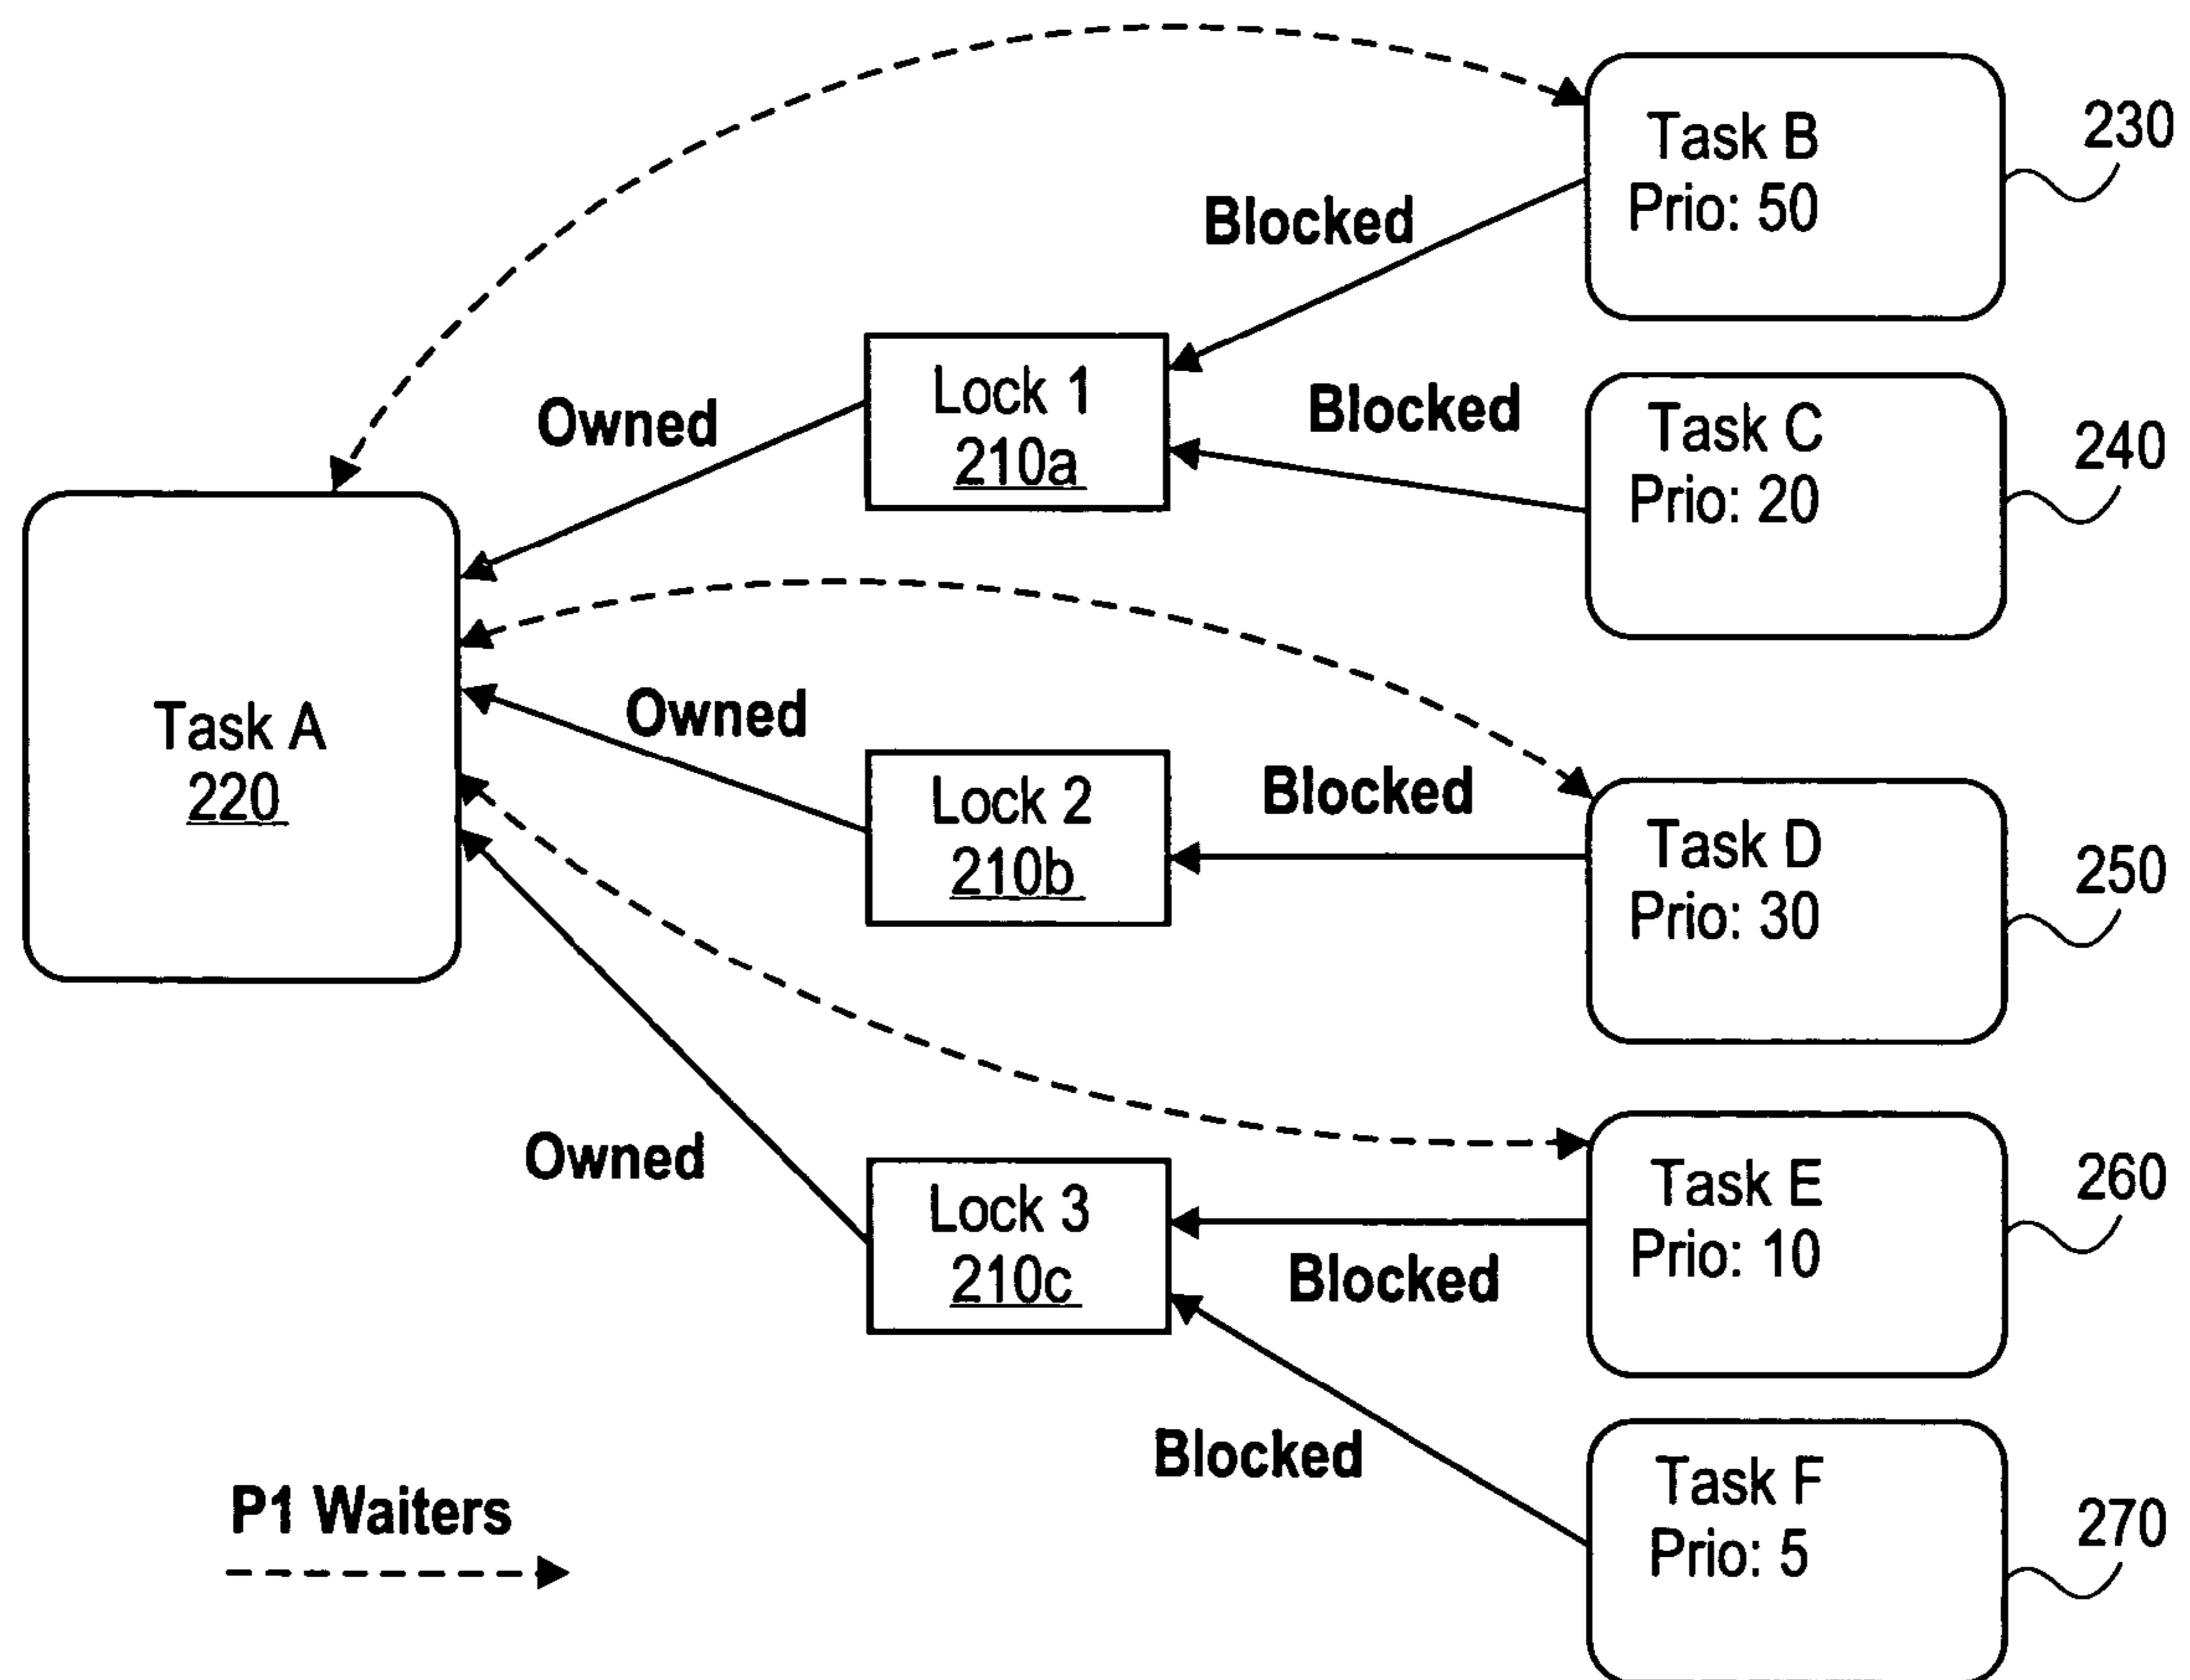 Task B
Prio: 50
230
Blocked
Lock 1
210a
Owned
Blocked
Task C
Prio: 20
240
Task A
220
Owned
Lock 2
210b
Blocked
Task D
Prio: 30
250
Owned
Lock 3
210c
Blocked
Task E
Prio: 10
260
Blocked
Task F
Prio: 5
270
P1 Waiters